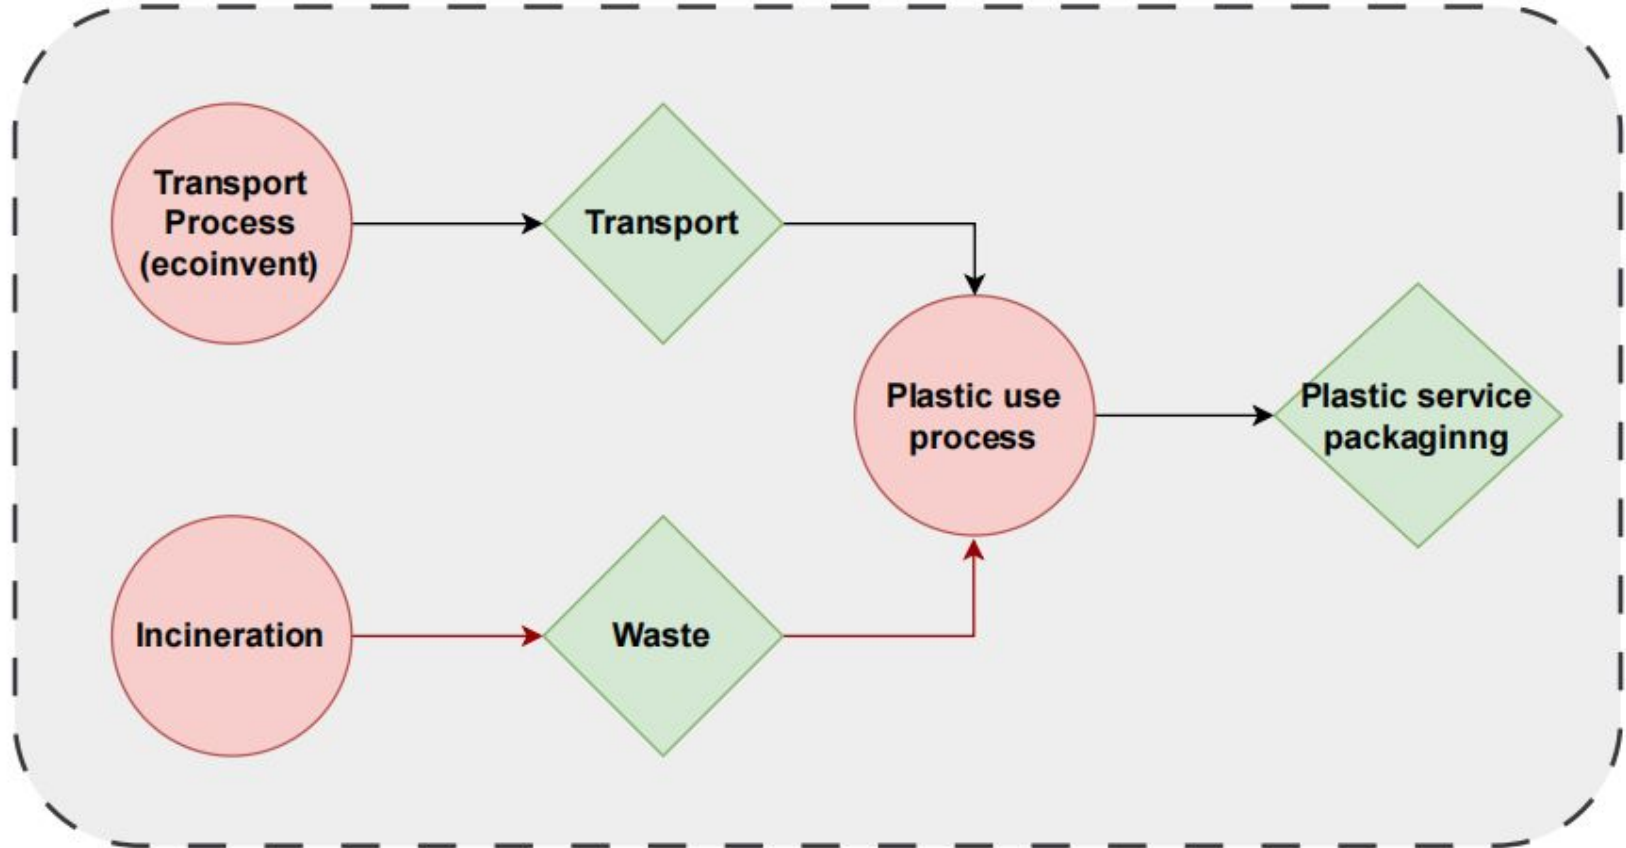 Transport
Process
(ecoinvent)
Transport
Plastic use
process
Plastic service
packaginng
Incineration
Waste